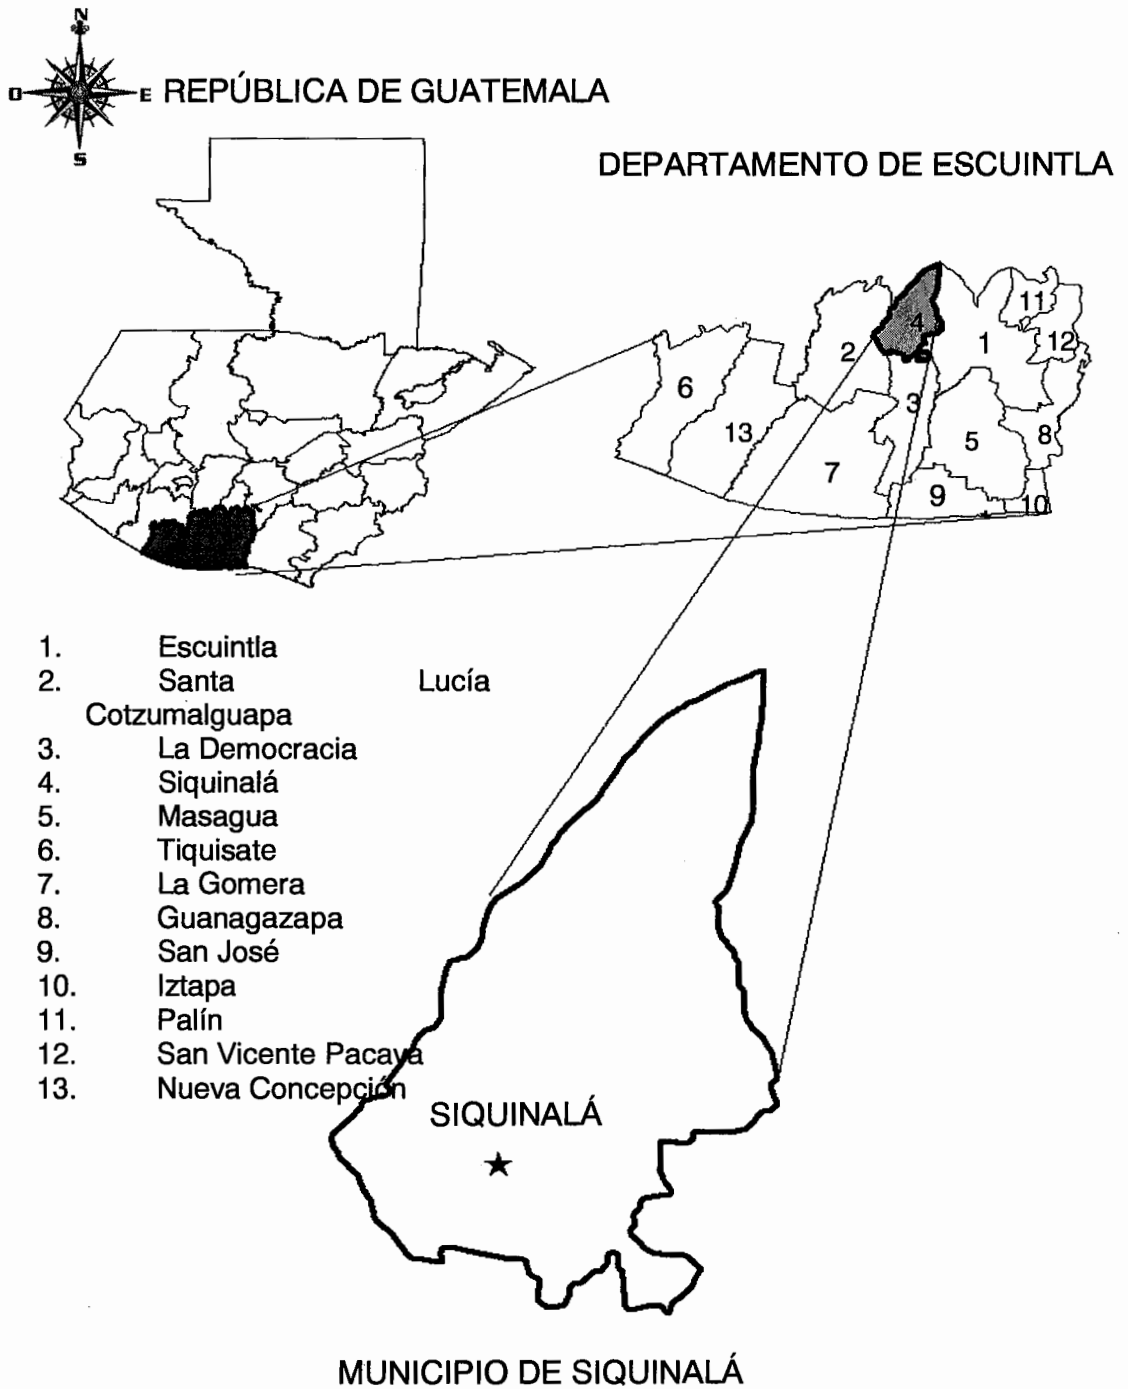 N
O
E
REPÚBLICA DE GUATEMALA
S
DEPARTAMENTO DE ESCUINTLA
11
4
1
12
2
6
3
13
5
8
7
9
10
1. Escuintla
2. Santa Lucía
Cotzumalguapa
3. La Democracia
4. Siquinalá
5. Masagua
6. Tiquisate
7. La Gomera
8. Guanagazapa
9. San José
10. Iztapa
11. Palín
12. San Vicente Pacaya
13. Nueva Concepción
SIQUINALÁ
MUNICIPIO DE SIQUINALÁ